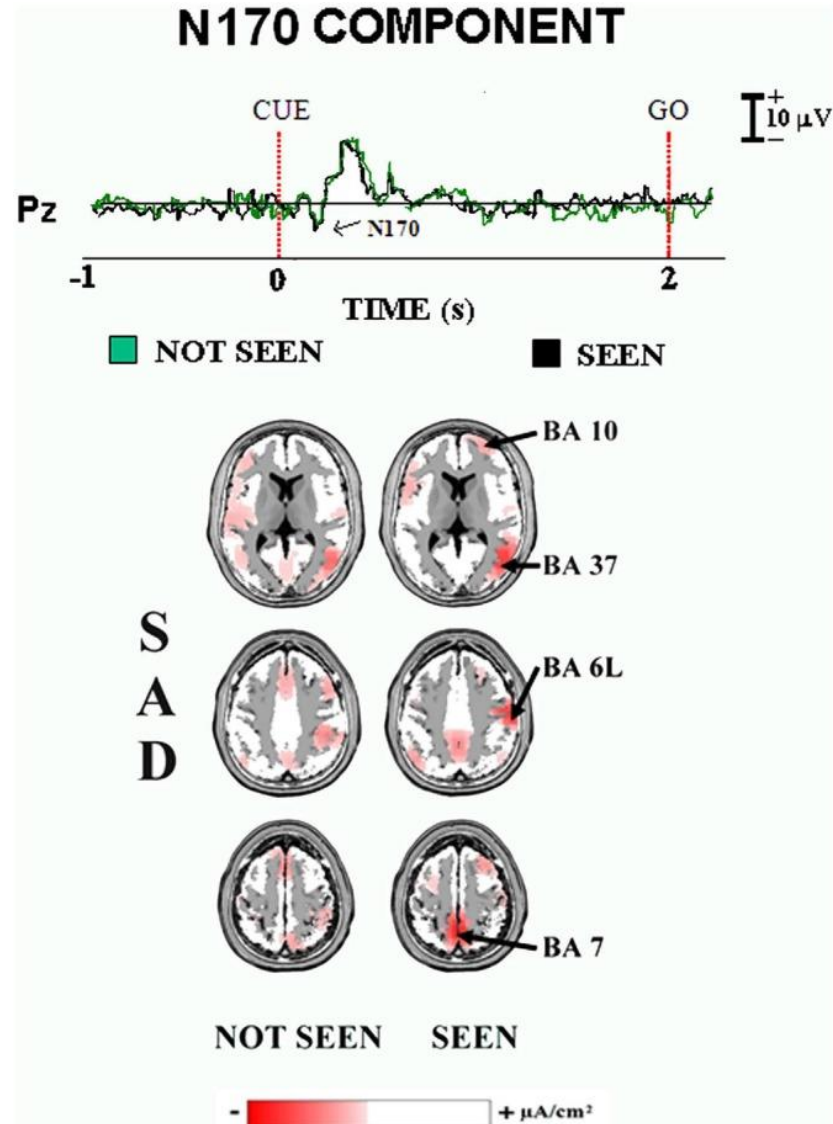 N170 COMPONENT
CUE
GO
+
10 µV
−
Pz
N170
-1
0
2
TIME (s)
NOT SEEN
SEEN
BA 10
BA 37
S
A
D
BA 6L
BA 7
NOT SEEN
SEEN
-
+ µA/cm²